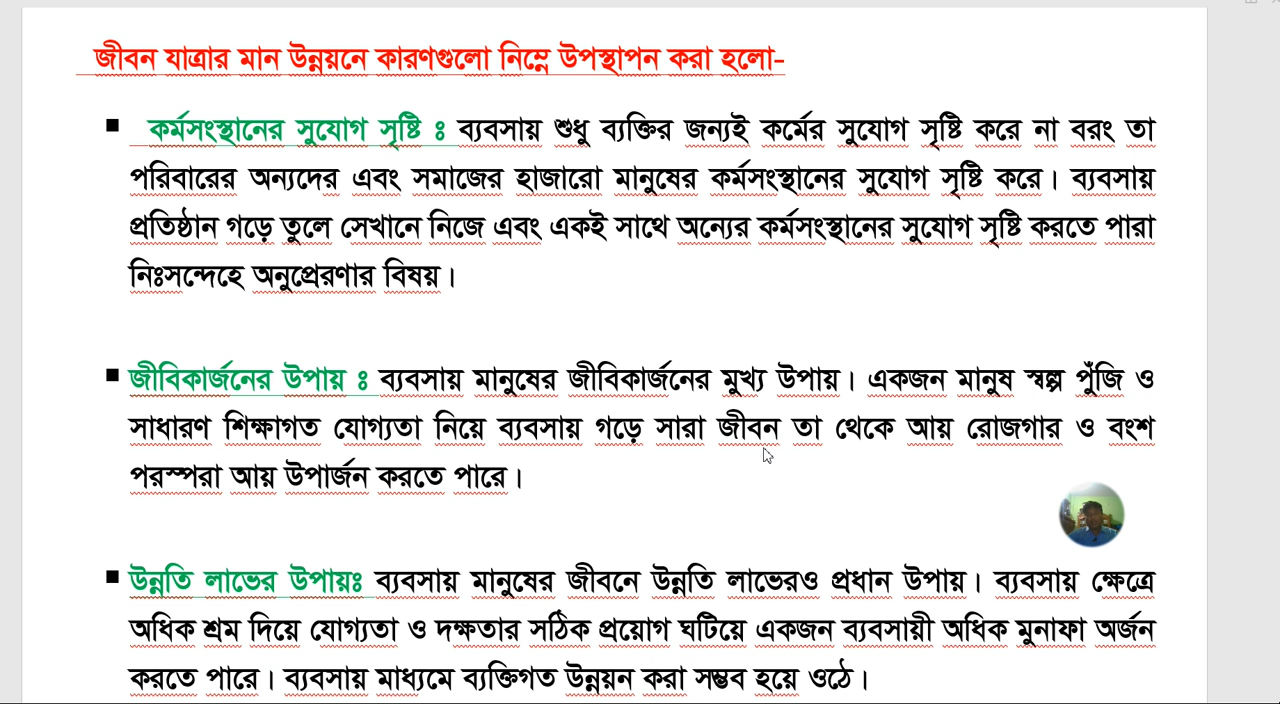 জীবন যাত্রার মান উন্নয়নে কারণগুলো নিম্নে উপস্থাপন করা হলো-
কর্মসংস্থানের সুযোগ সৃষ্টি ঃ ব্যবসায় শুধু ব্যক্তির জন্যই কর্মের সুযোগ সৃষ্টি করে না বরং তা
পরিবারের অন্যদের এবং সমাজের হাজারো মানুষের কর্মসংস্থানের সুযোগ সৃষ্টি করে। ব্যবসায়
প্রতিষ্ঠান গড়ে তুলে সেখানে নিজে এবং একই সাথে অন্যের কর্মসংস্থানের সুযোগ সৃষ্টি করতে পারা
নিঃসন্দেহে অনুপ্রেরণার বিষয়।
জীবিকার্জনের উপায় ঃ ব্যবসায় মানুষের জীবিকার্জনের মুখ্য উপায়। একজন মানুষ স্বল্প পুঁজি ও
সাধারণ শিক্ষাগত যোগ্যতা নিয়ে ব্যবসায় গড়ে সারা জীবন তা থেকে আয় রোজগার ও বংশ
পরস্পরা আয় উপার্জন করতে পারে।
উন্নতি লাভের উপায়ঃ ব্যবসায় মানুষের জীবনে উন্নতি লাভেরও প্রধান উপায়। ব্যবসায় ক্ষেত্রে
অধিক শ্রম দিয়ে যোগ্যতা ও দক্ষতার সঠিক প্রয়োগ ঘটিয়ে একজন ব্যবসায়ী অধিক মুনাফা অর্জন
করতে পারে। ব্যবসায় মাধ্যমে ব্যক্তিগত উন্নয়ন করা সম্ভব হয়ে ওঠে।